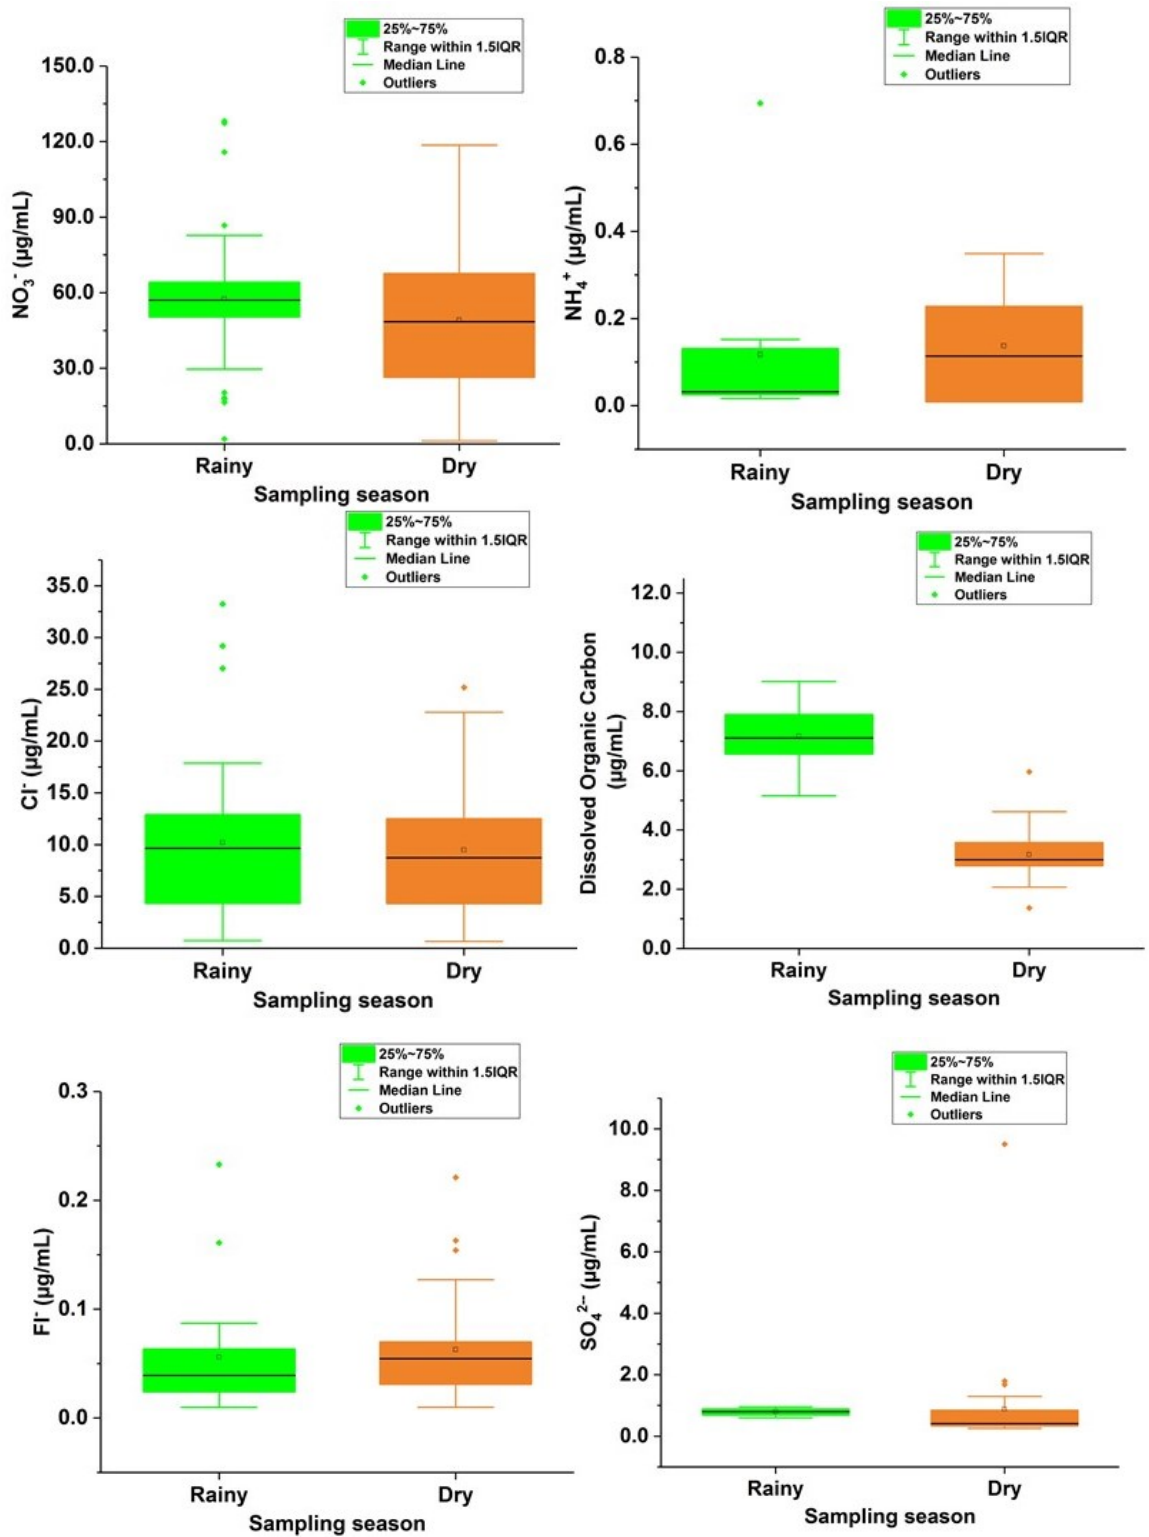 25%~75%
Range within 1.5IQR
Median Line
Outliers
150.0
120.0
90.0
60.0
30.0
0.0
NO₃⁻ (µg/mL)
Rainy
Dry
Sampling season
25%~75%
Range within 1.5IQR
Median Line
Outliers
0.8
0.6
0.4
0.2
0.0
NH₄⁺ (µg/mL)
Rainy
Dry
Sampling season
25%~75%
Range within 1.5IQR
Median Line
Outliers
35.0
30.0
25.0
20.0
15.0
10.0
5.0
0.0
Cl⁻ (µg/mL)
Rainy
Dry
Sampling season
25%~75%
Range within 1.5IQR
Median Line
Outliers
12.0
10.0
8.0
6.0
4.0
2.0
0.0
Dissolved Organic Carbon
(µg/mL)
Rainy
Dry
Sampling season
25%~75%
Range within 1.5IQR
Median Line
Outliers
0.3
0.2
0.1
0.0
Fl⁻ (µg/mL)
Rainy
Dry
Sampling season
25%~75%
Range within 1.5IQR
Median Line
Outliers
10.0
8.0
6.0
4.0
2.0
0.0
SO₄²⁻⁻ (µg/mL)
Rainy
Dry
Sampling season